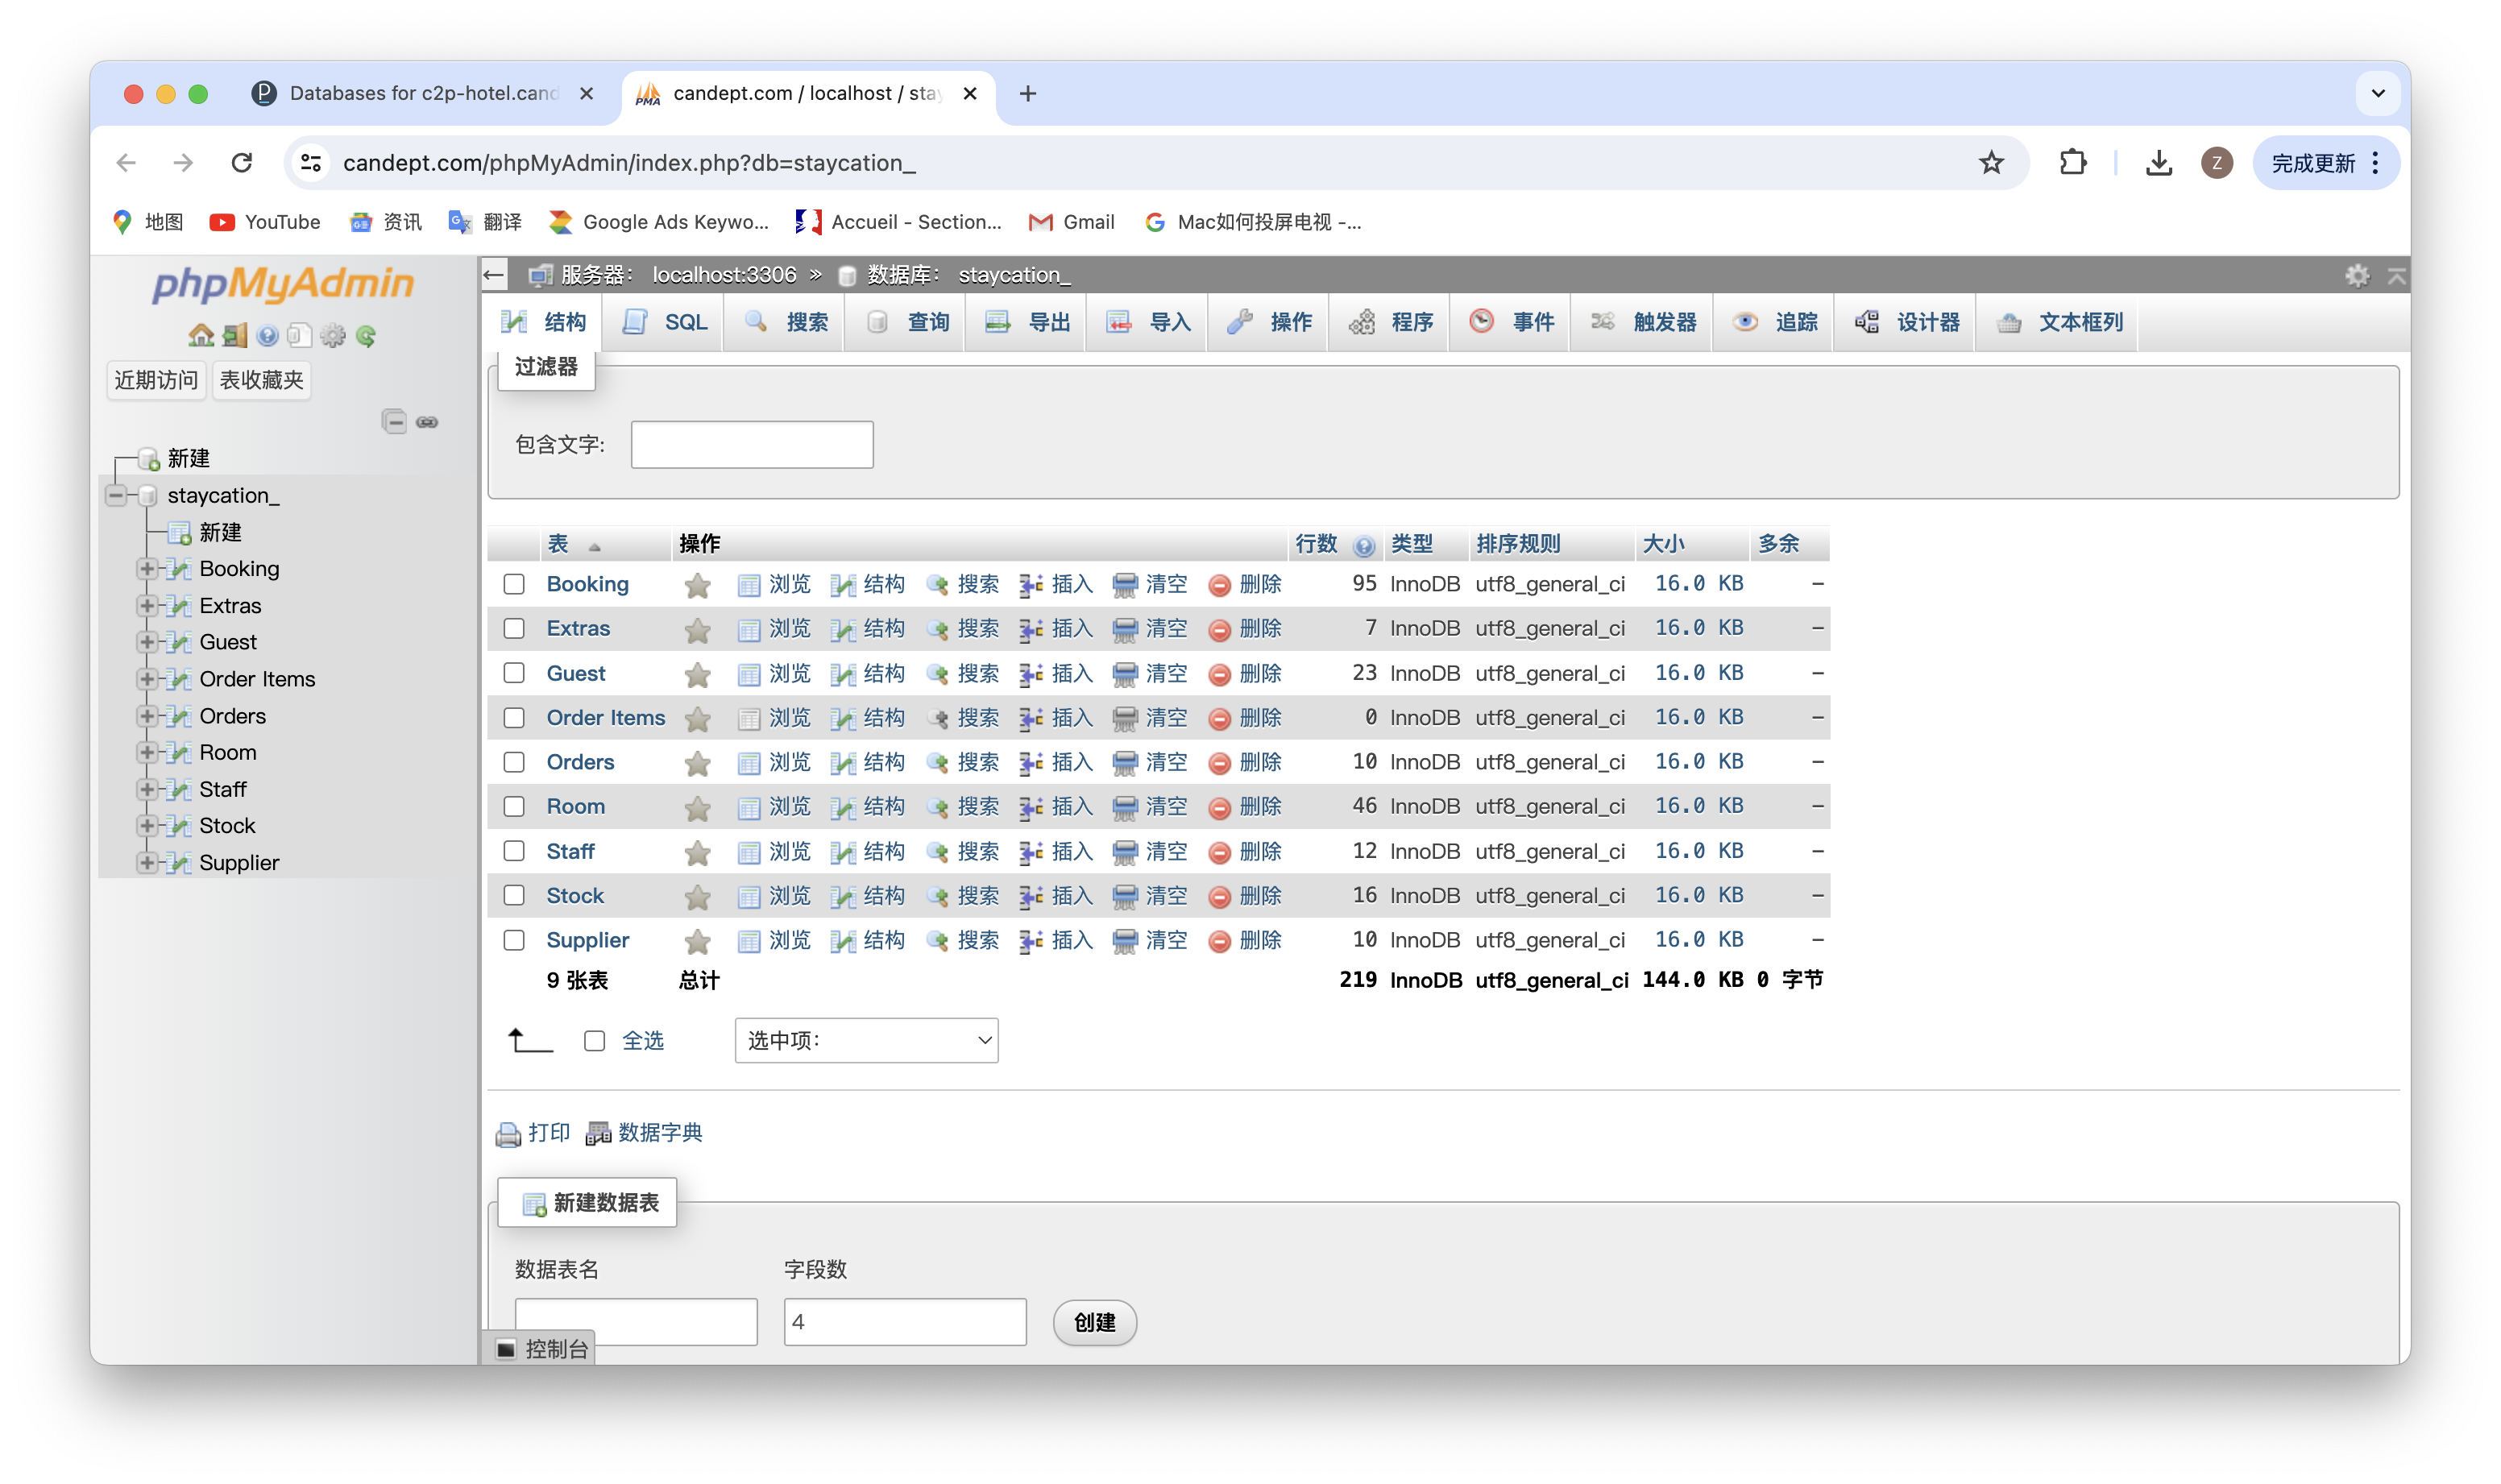 Databases for c2p-hotel.cand
candept.com / localhost / stay
candept.com/phpMyAdmin/index.php?db=staycation_
Z
完成更新
地图
YouTube
资讯
翻译
Google Ads Keywo...
Accueil - Section...
Gmail
Mac如何投屏电视 -...
phpMyAdmin
近期访问
表收藏夹
新建
staycation_
新建
Booking
Extras
Guest
Order Items
Orders
Room
Staff
Stock
Supplier
服务器: localhost:3306 » 数据库: staycation_
结构 SQL 搜索 查询 导出 导入 操作 程序 事件 触发器 追踪 设计器 文本框列
过滤器
包含文字:
表 操作 行数 类型 排序规则 大小 多余
Booking 浏览 结构 搜索 插入 清空 删除 95 InnoDB utf8_general_ci 16.0 KB –
Extras 浏览 结构 搜索 插入 清空 删除 7 InnoDB utf8_general_ci 16.0 KB –
Guest 浏览 结构 搜索 插入 清空 删除 23 InnoDB utf8_general_ci 16.0 KB –
Order Items 浏览 结构 搜索 插入 清空 删除 0 InnoDB utf8_general_ci 16.0 KB –
Orders 浏览 结构 搜索 插入 清空 删除 10 InnoDB utf8_general_ci 16.0 KB –
Room 浏览 结构 搜索 插入 清空 删除 46 InnoDB utf8_general_ci 16.0 KB –
Staff 浏览 结构 搜索 插入 清空 删除 12 InnoDB utf8_general_ci 16.0 KB –
Stock 浏览 结构 搜索 插入 清空 删除 16 InnoDB utf8_general_ci 16.0 KB –
Supplier 浏览 结构 搜索 插入 清空 删除 10 InnoDB utf8_general_ci 16.0 KB –
9 张表 总计 219 InnoDB utf8_general_ci 144.0 KB 0 字节
全选 选中项:
打印 数据字典
新建数据表
数据表名 字段数
4 创建
控制台